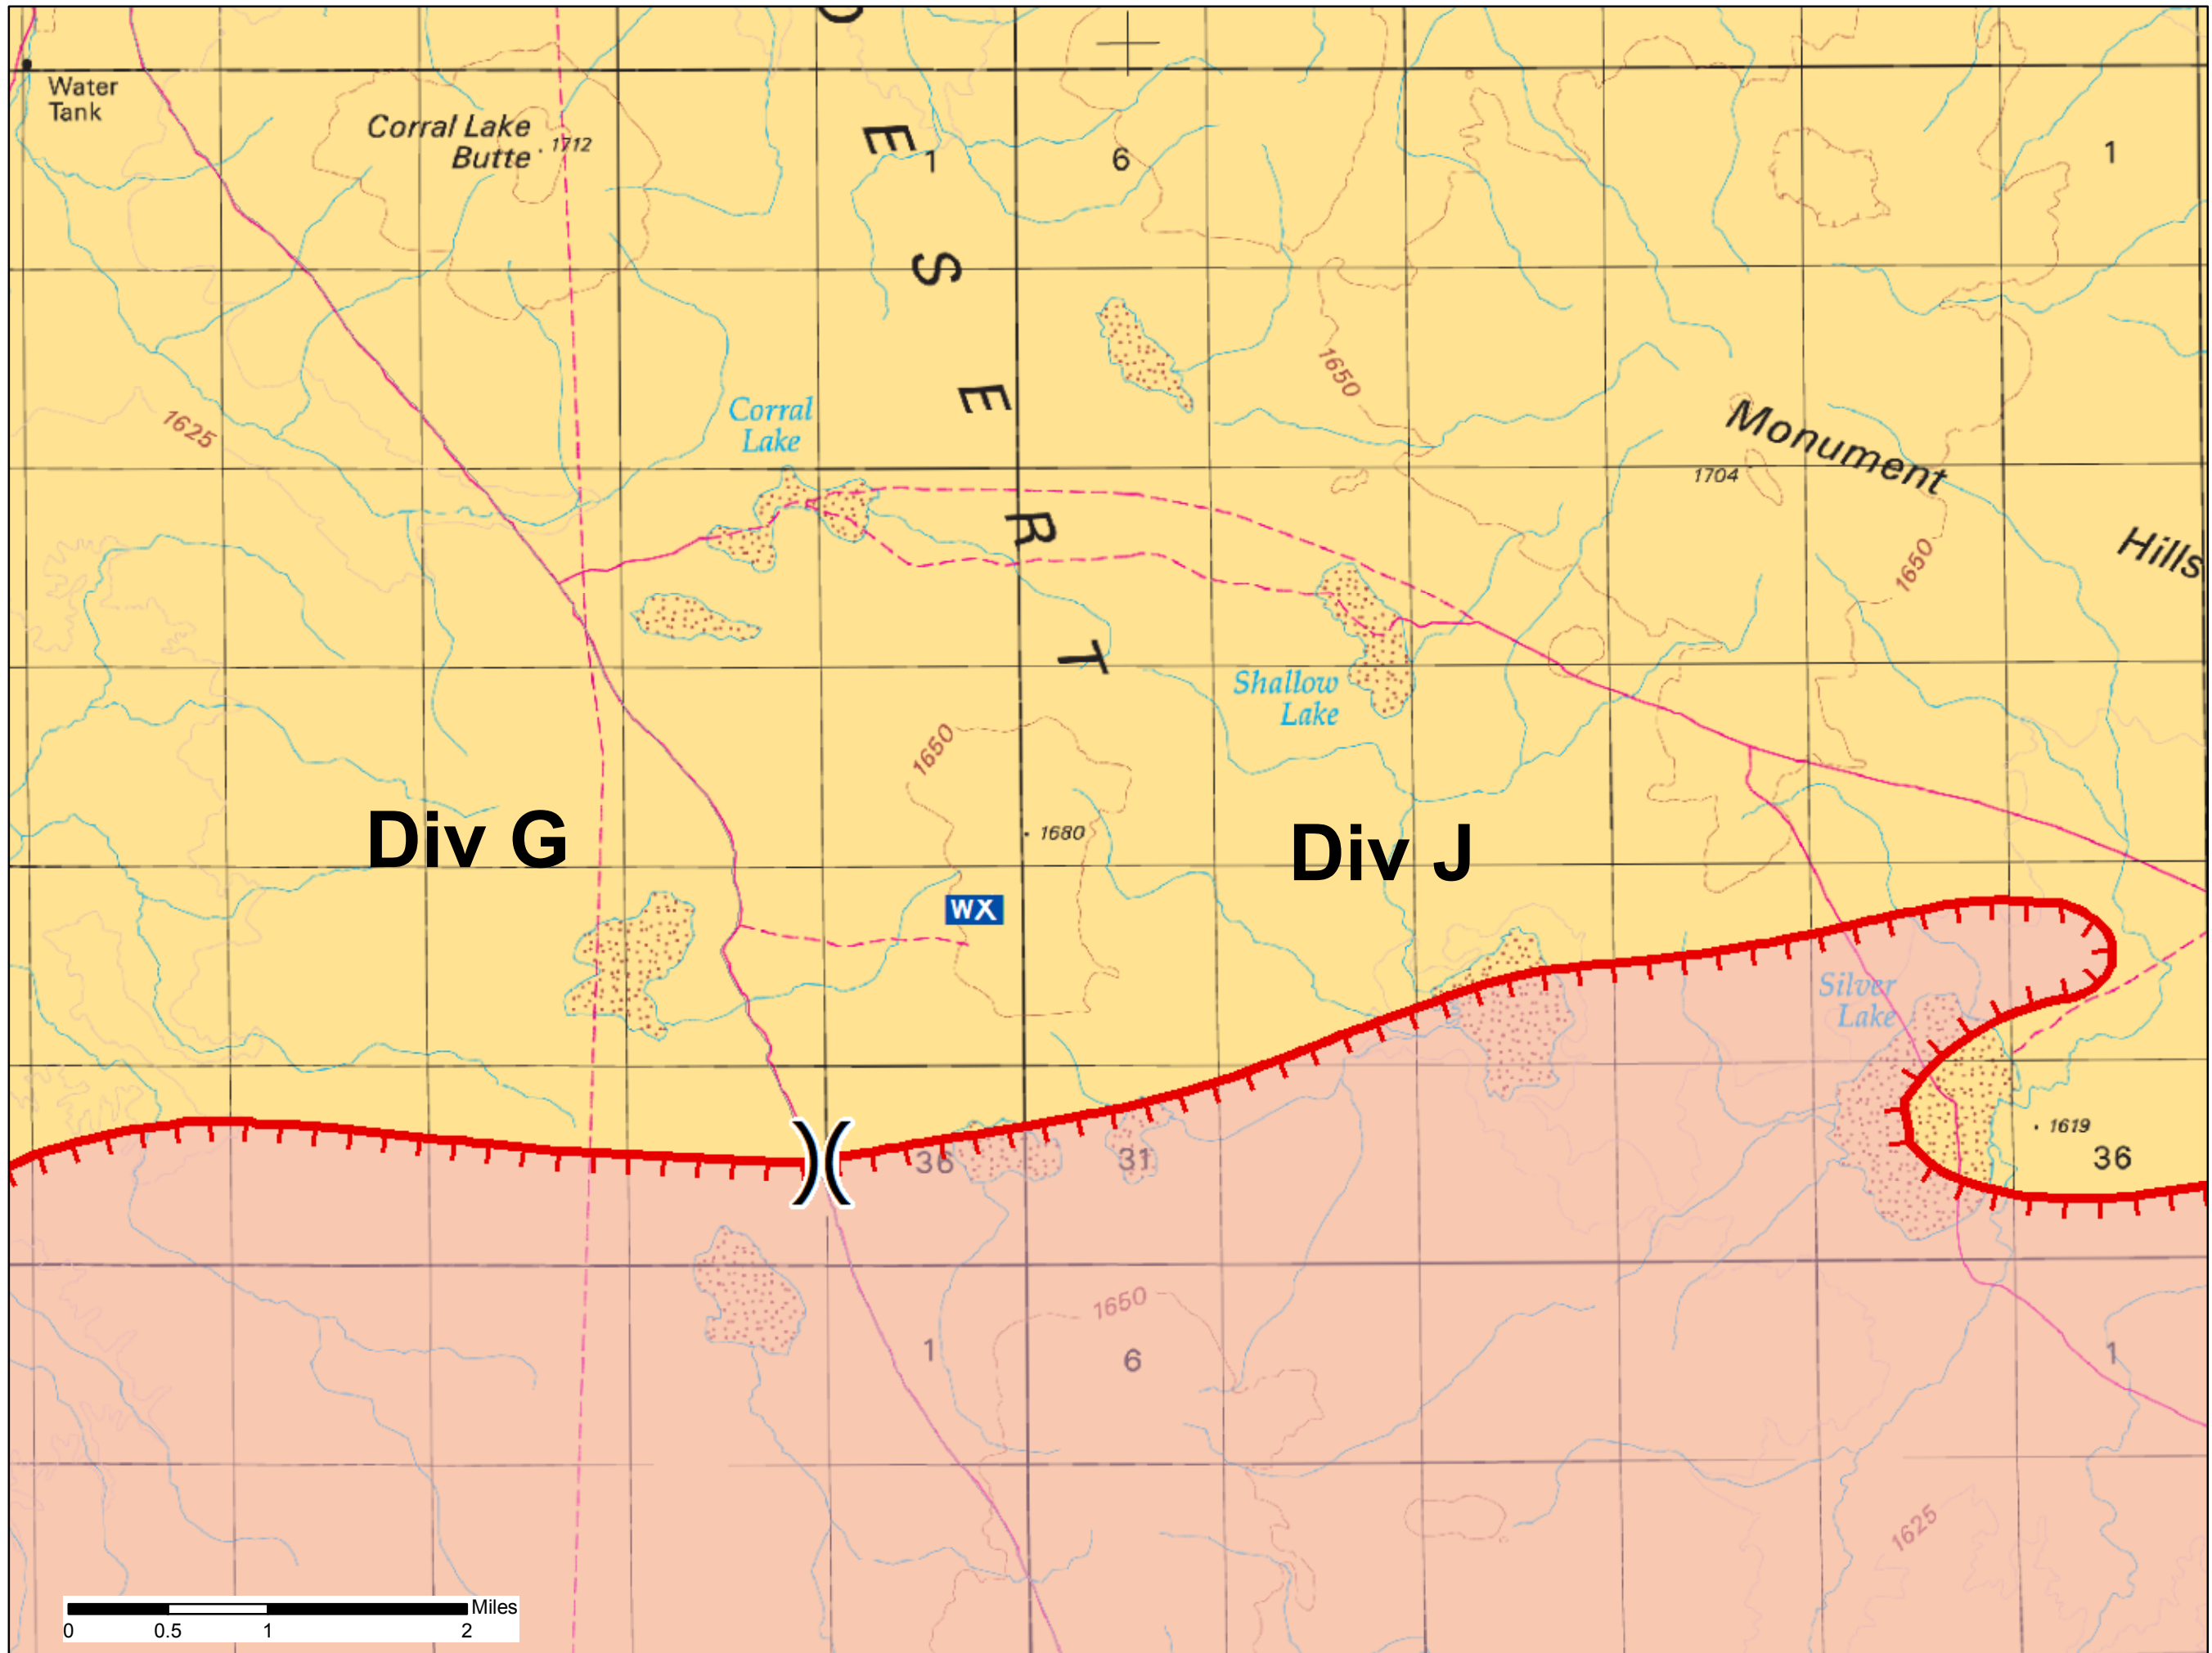 Water
Tank
Corral Lake
Butte
1712
E
1
6
1
S
1625
Corral
Lake
E
1650
Monument
1704
R
Hills
1650
T
Shallow
Lake
1650
Div G
1680
Div J
WX
Silver
Lake
36
31
1619
36
1650
1
6
1
1625
Miles
0
0.5
1
2